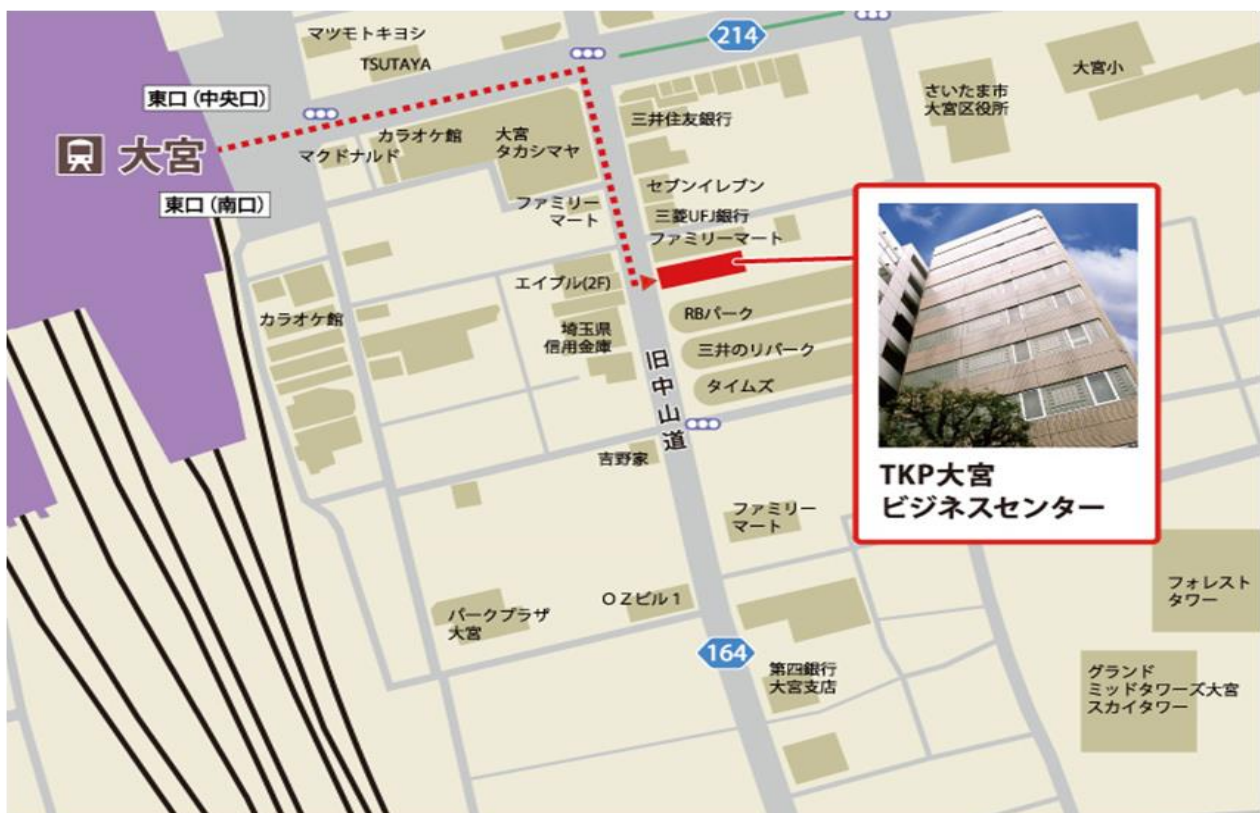 マツモトキヨシ
TSUTAYA
214
大宮小
さいたま市
大宮区役所
東口（中央口）
大宮
カラオケ館
マクドナルド
大宮
タカシマヤ
三井住友銀行
東口（南口）
ファミリー
マート
セブンイレブン
三菱UFJ銀行
ファミリーマート
エイブル(2F)
カラオケ館
埼玉県
信用金庫
RBパーク
三井のリパーク
タイムズ
旧中山道
吉野家
TKP大宮
ビジネスセンター
ファミリー
マート
フォレスト
タワー
ＯＺビル１
パークプラザ
大宮
164
第四銀行
大宮支店
グランド
ミッドタワーズ大宮
スカイタワー